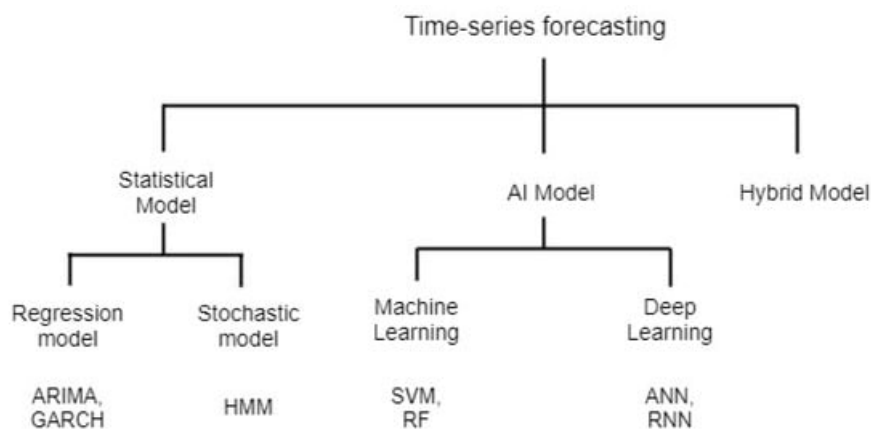 Time-series forecasting
Statistical
Model
AI Model
Hybrid Model
Regression
model
Stochastic
model
Machine
Learning
Deep
Learning
ARIMA,
GARCH
HMM
SVM,
RF
ANN,
RNN